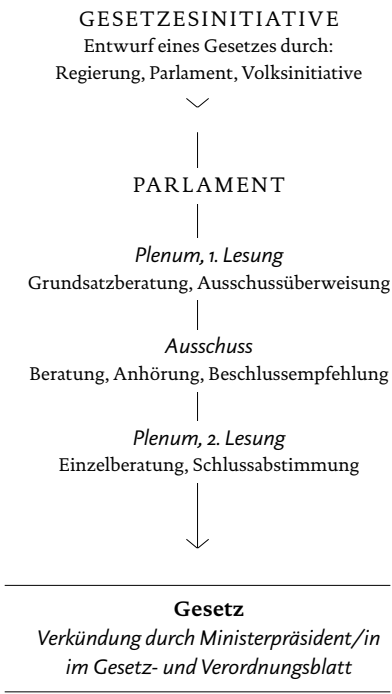 GESETZESINITIATIVE
Entwurf eines Gesetzes durch:
Regierung, Parlament, Volksinitiative
PARLAMENT
Plenum, 1. Lesung
Grundsatzberatung, Ausschussüberweisung
Ausschuss
Beratung, Anhörung, Beschlussempfehlung
Plenum, 2. Lesung
Einzelberatung, Schlussabstimmung
Gesetz
Verkündung durch Ministerpräsident/in
im Gesetz- und Verordnungsblatt